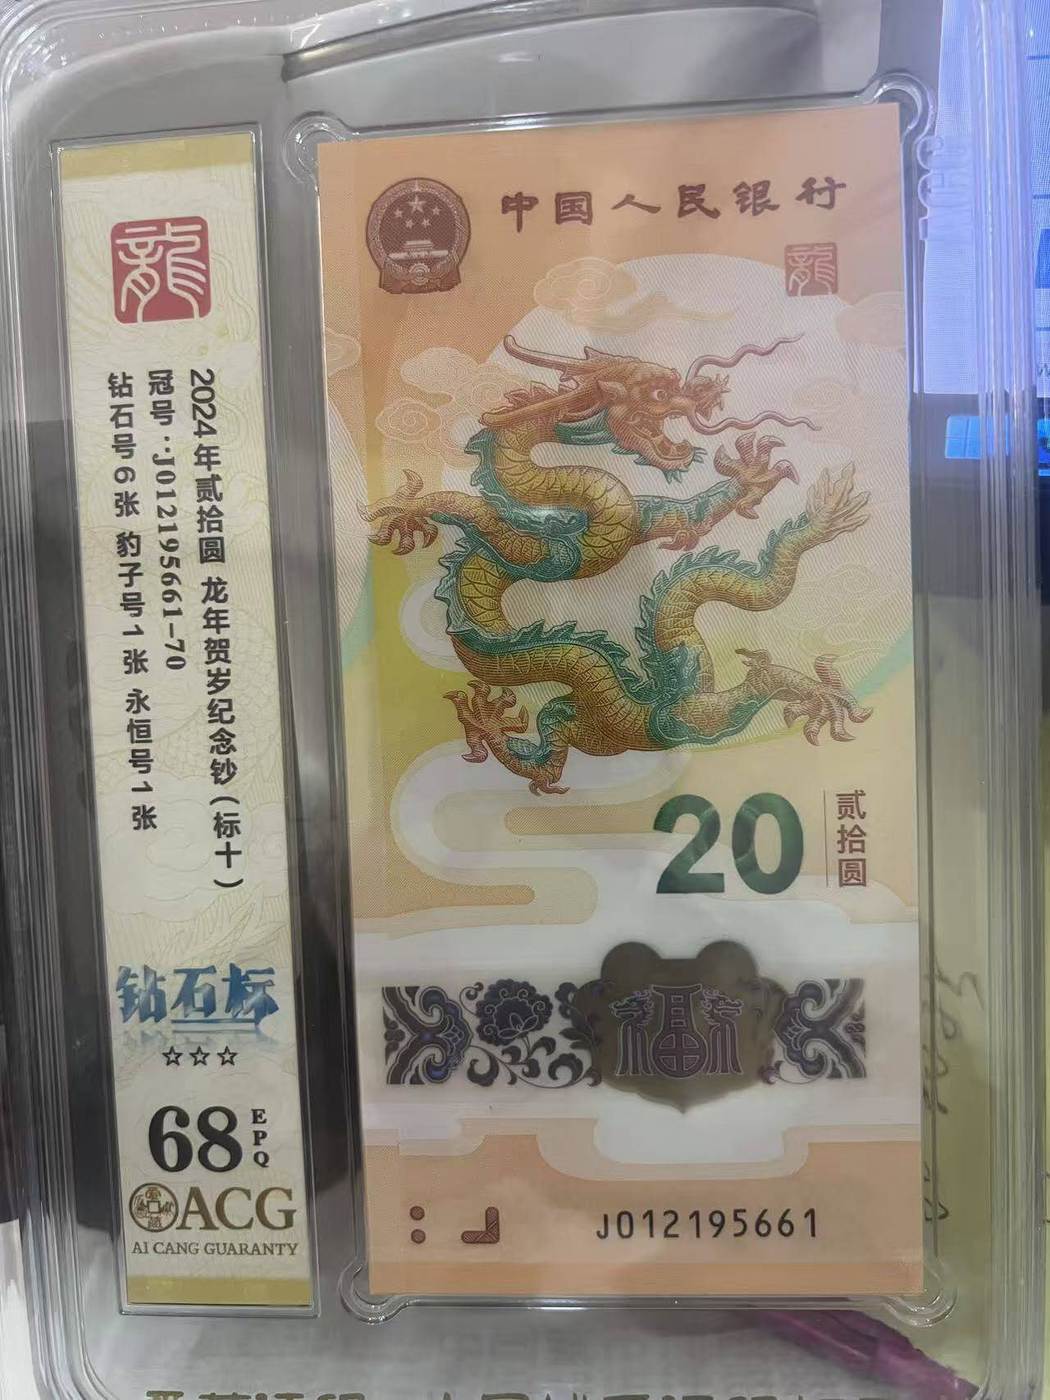 龍
2024年贰拾圆 龙年贺岁纪念钞(标十)
冠号:J012195661-70
钻石号6张 豹子号1张 永恒号1张
钻石标
☆☆☆
68
EPQ
ACG
AI CANG GUARANTY
中国人民银行
龍
20
贰拾圆
福
J012195661